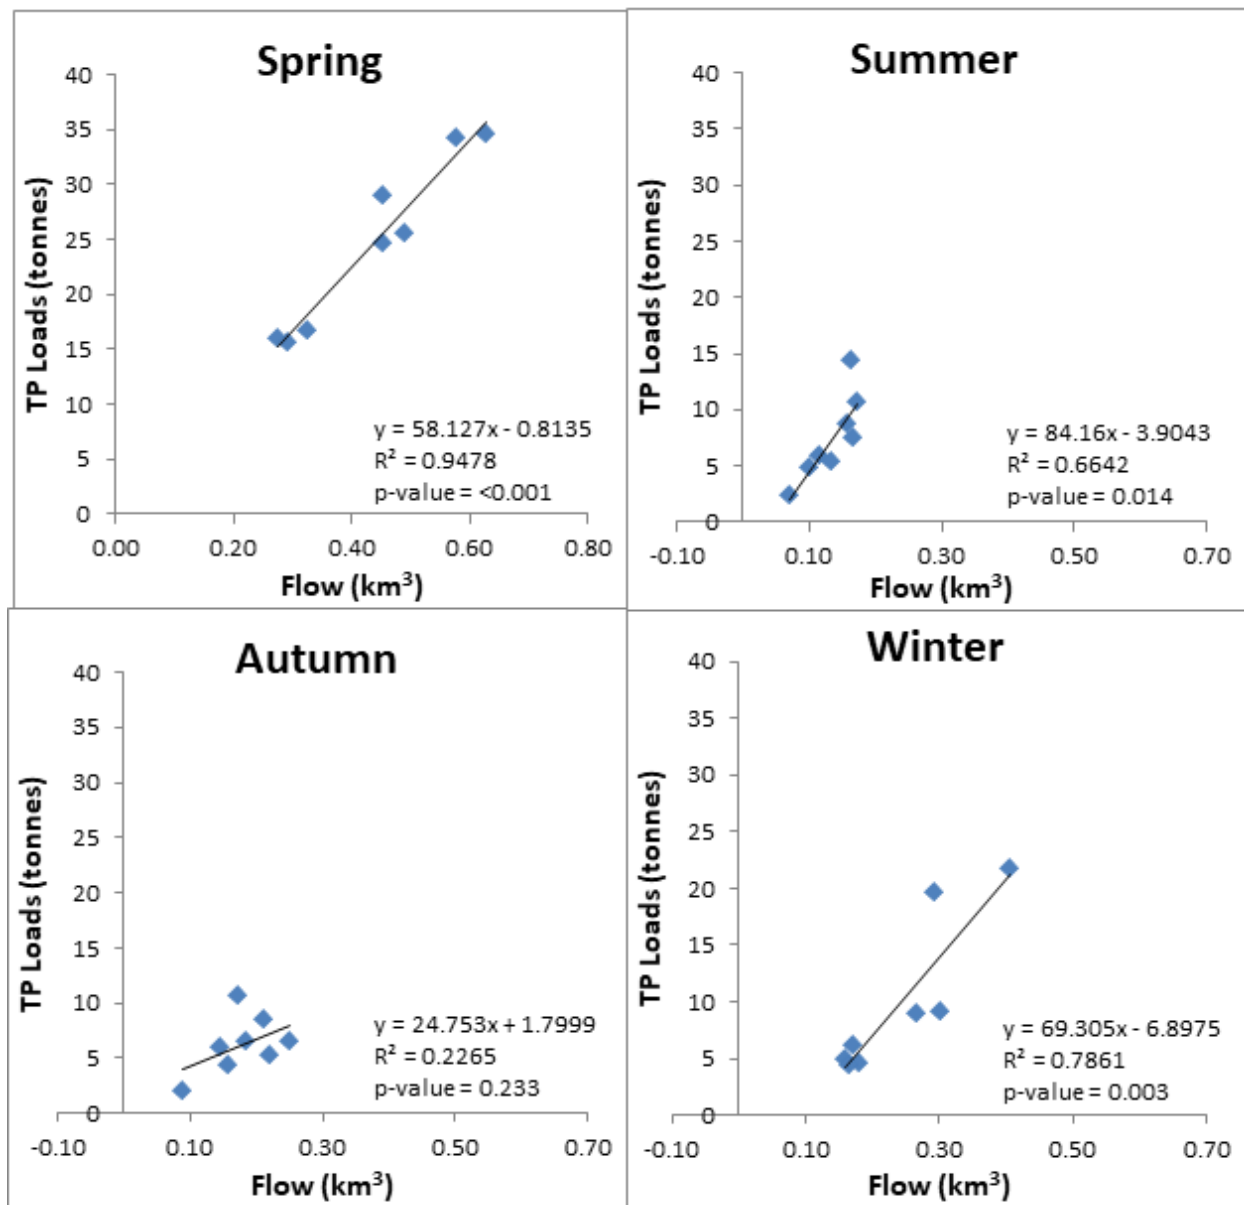 Spring
40
35
30
25
20
15
10
5
0
TP Loads (tonnes)
y = 58.127x - 0.8135
R² = 0.9478
p-value = <0.001
0.00 0.20 0.40 0.60 0.80
Flow (km³)
Summer
40
35
30
25
20
15
10
5
0
TP Loads (tonnes)
y = 84.16x - 3.9043
R² = 0.6642
p-value = 0.014
-0.10 0.10 0.30 0.50 0.70
Flow (km³)
Autumn
40
35
30
25
20
15
10
5
0
TP Loads (tonnes)
y = 24.753x + 1.7999
R² = 0.2265
p-value = 0.233
-0.10 0.10 0.30 0.50 0.70
Flow (km³)
Winter
40
35
30
25
20
15
10
5
0
TP Loads (tonnes)
y = 69.305x - 6.8975
R² = 0.7861
p-value = 0.003
-0.10 0.10 0.30 0.50 0.70
Flow (km³)